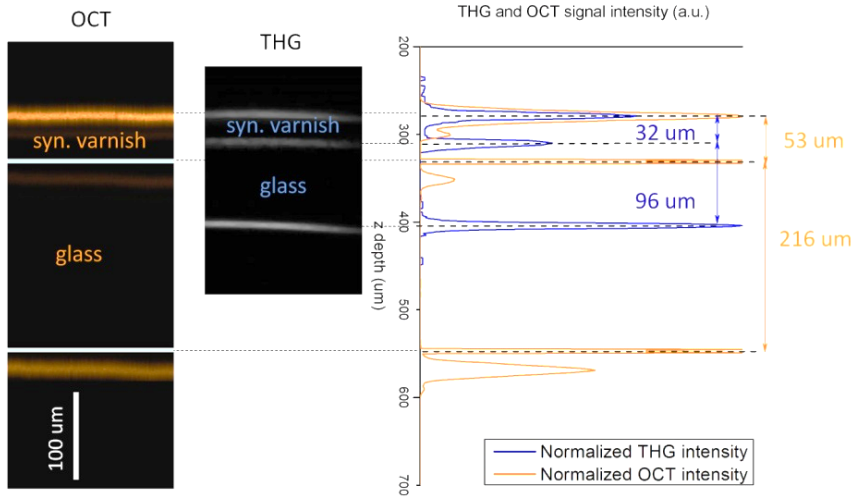 THG and OCT signal intensity (a.u.)
OCT
THG
syn. varnish
glass
100 um
syn. varnish
glass
z depth (um)
200
300
400
500
600
700
32 um
96 um
53 um
216 um
Normalized THG intensity
Normalized OCT intensity